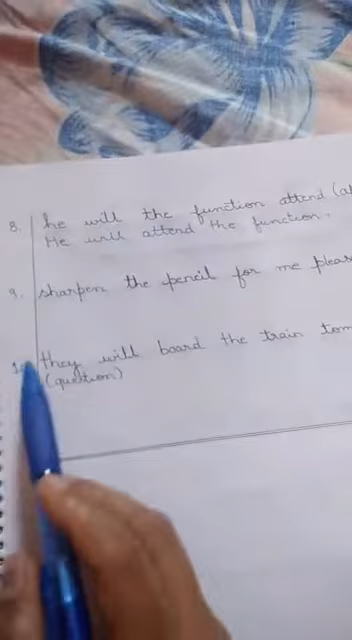 8. he will the function attend
He will attend the function.
9. sharpen the pencil for me
they will board the train
(question)